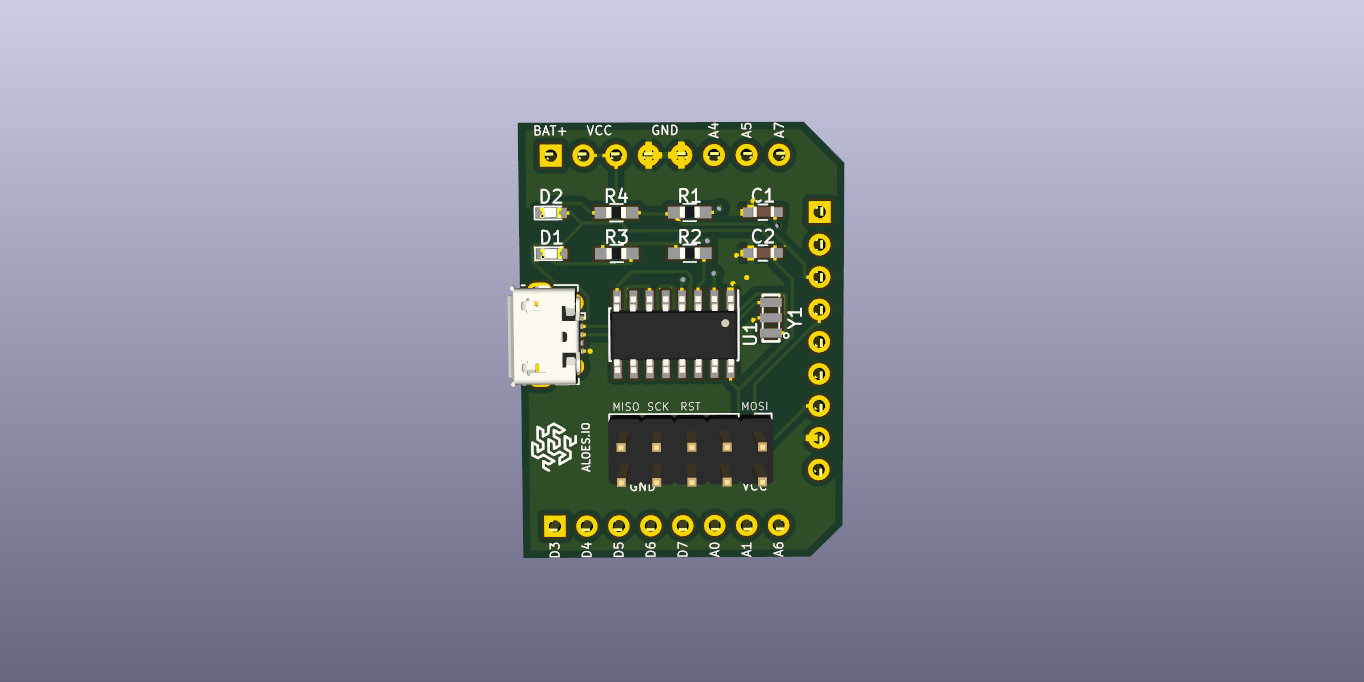 BAT+ VCC GND A4 A5 A7
D2 R4 R1 C1
D1 R3 R2 C2
U1 Y1
MISO SCK RST MOSI
ALOES.IO
GND VCC
D3 D4 D5 D6 D7 A0 A1 A6